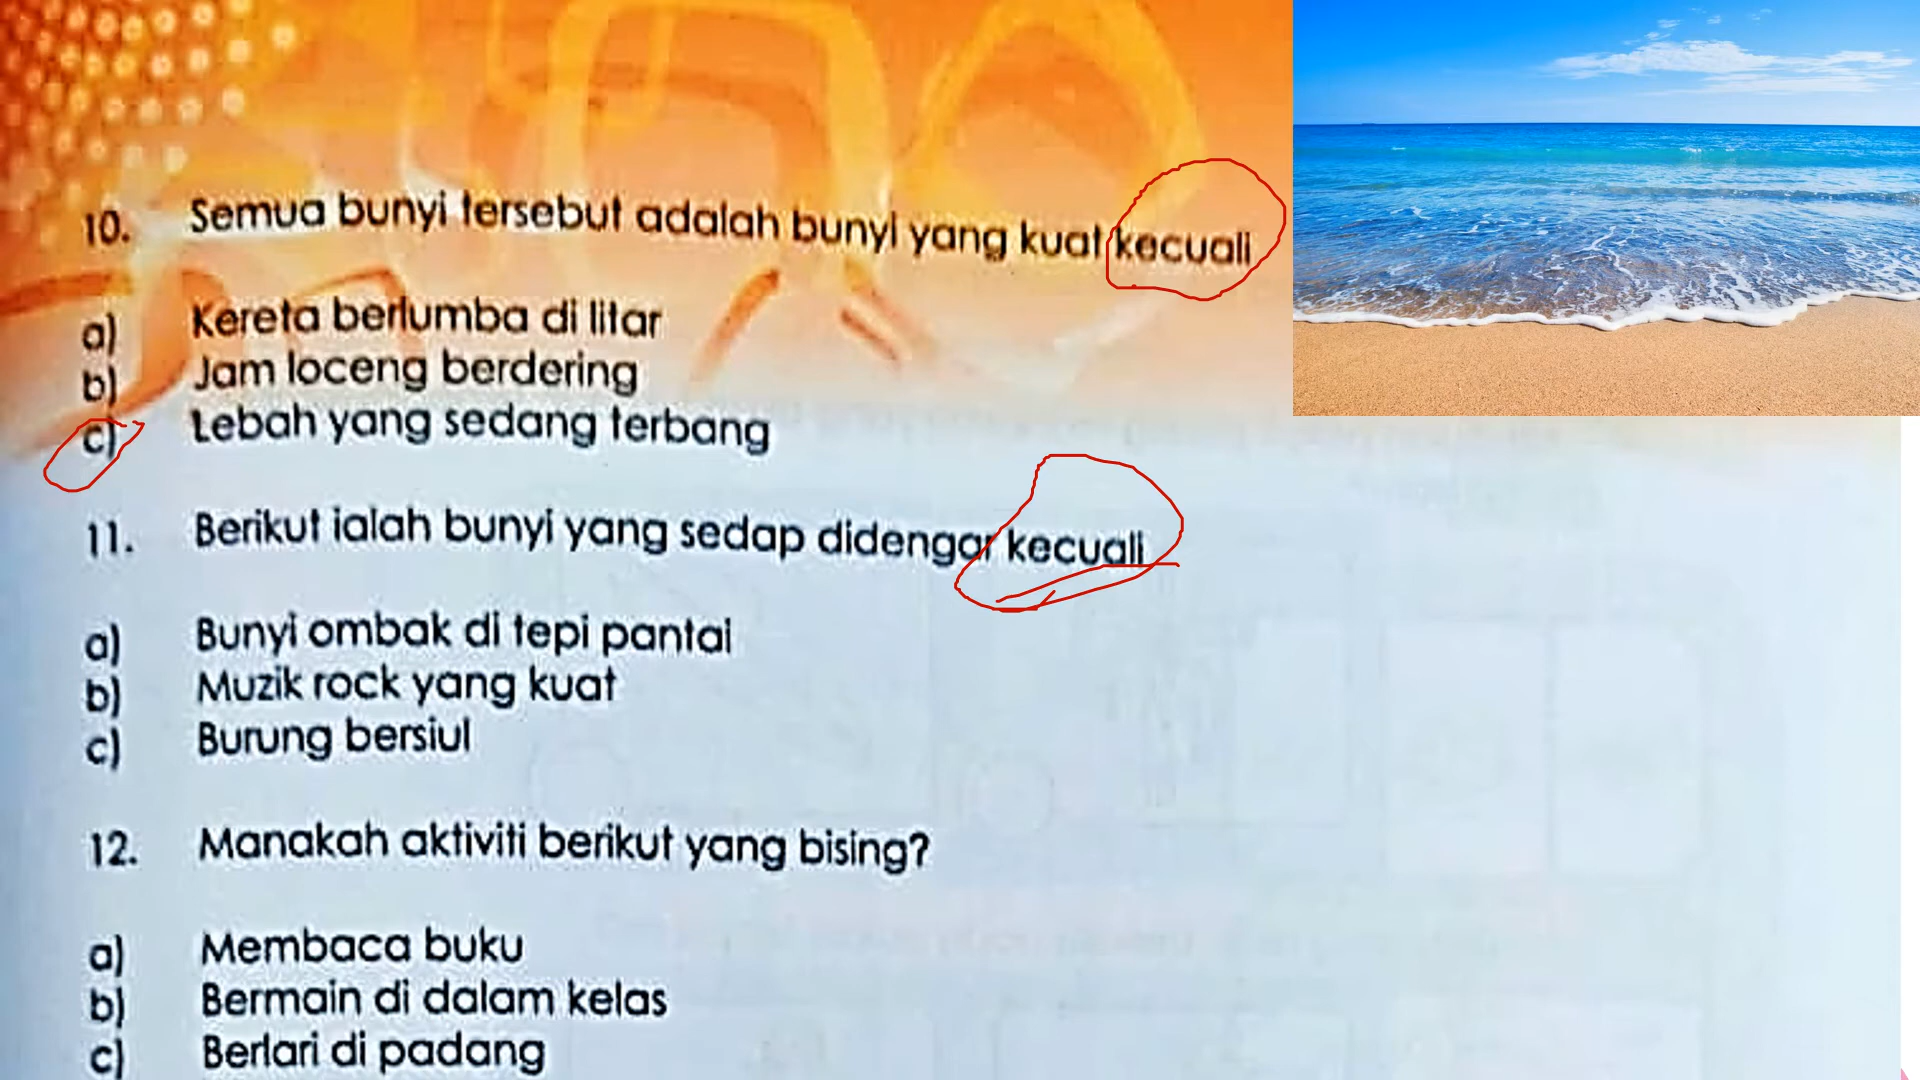 10. Semua bunyi tersebut adalah bunyi yang kuat kecuali
a) Kereta berlumba di litar
b) Jam loceng berdering
c) Lebah yang sedang terbang
11. Berikut ialah bunyi yang sedap didengar kecuali
a) Bunyi ombak di tepi pantai
b) Muzik rock yang kuat
c) Burung bersiul
12. Manakah aktiviti berikut yang bising?
a) Membaca buku
b) Bermain di dalam kelas
c) Berlari di padang